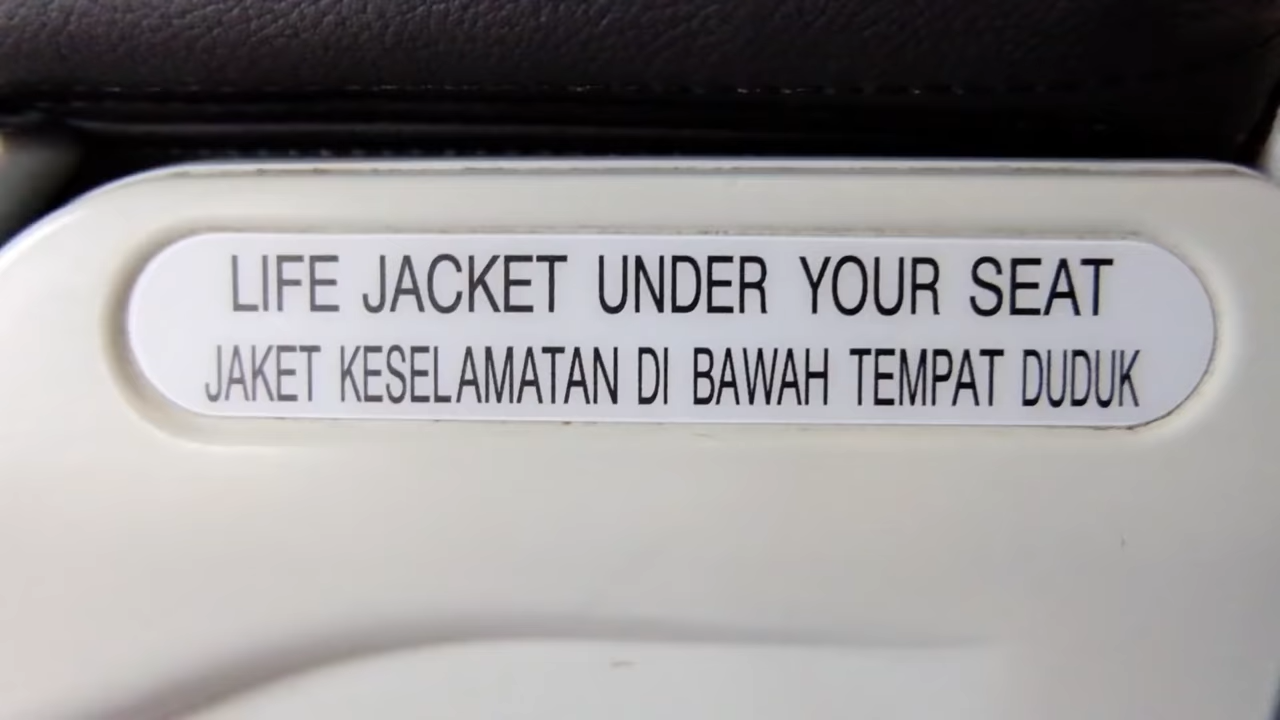 LIFE JACKET UNDER YOUR SEAT
JAKET KESELAMATAN DI BAWAH TEMPAT DUDUK